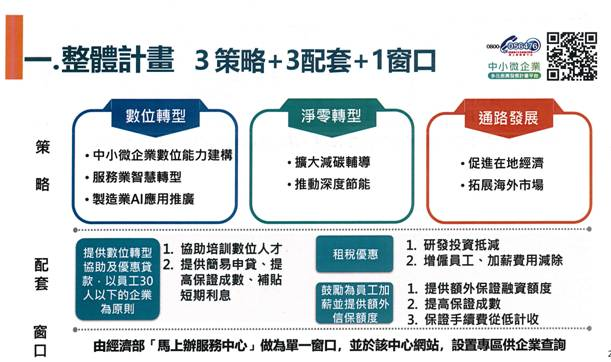 一.整體計畫 3策略+3配套+1窗口
0800-056476
中小微企業
多元振興發展計畫平台
策略
數位轉型
• 中小微企業數位能力建構
• 服務業智慧轉型
• 製造業AI應用推廣
淨零轉型
• 擴大減碳輔導
• 推動深度節能
通路發展
• 促進在地經濟
• 拓展海外市場
配套
提供數位轉型
協助及優惠貸
款,以員工30
人以下的企業
為原則
1. 協助培訓數位人才
2. 提供簡易申貸、提
高保證成數、補貼
短期利息
租稅優惠
1. 研發投資抵減
2. 增僱員工、加薪費用減除
鼓勵為員工加
薪並提供額外
信保額度
1. 提供額外保證融資額度
2. 提高保證成數
3. 保證手續費從低計收
窗口
由經濟部「馬上辦服務中心」做為單一窗口,並於該中心網站,設置專區供企業查詢
2